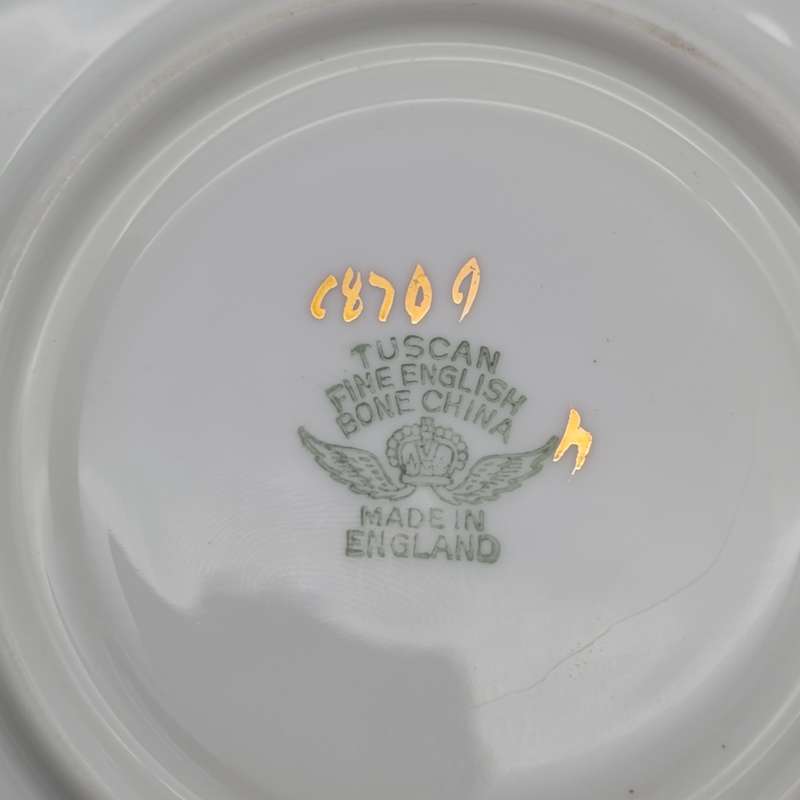 C8709
TUSCAN
FINE ENGLISH
BONE CHINA
MADE IN
ENGLAND